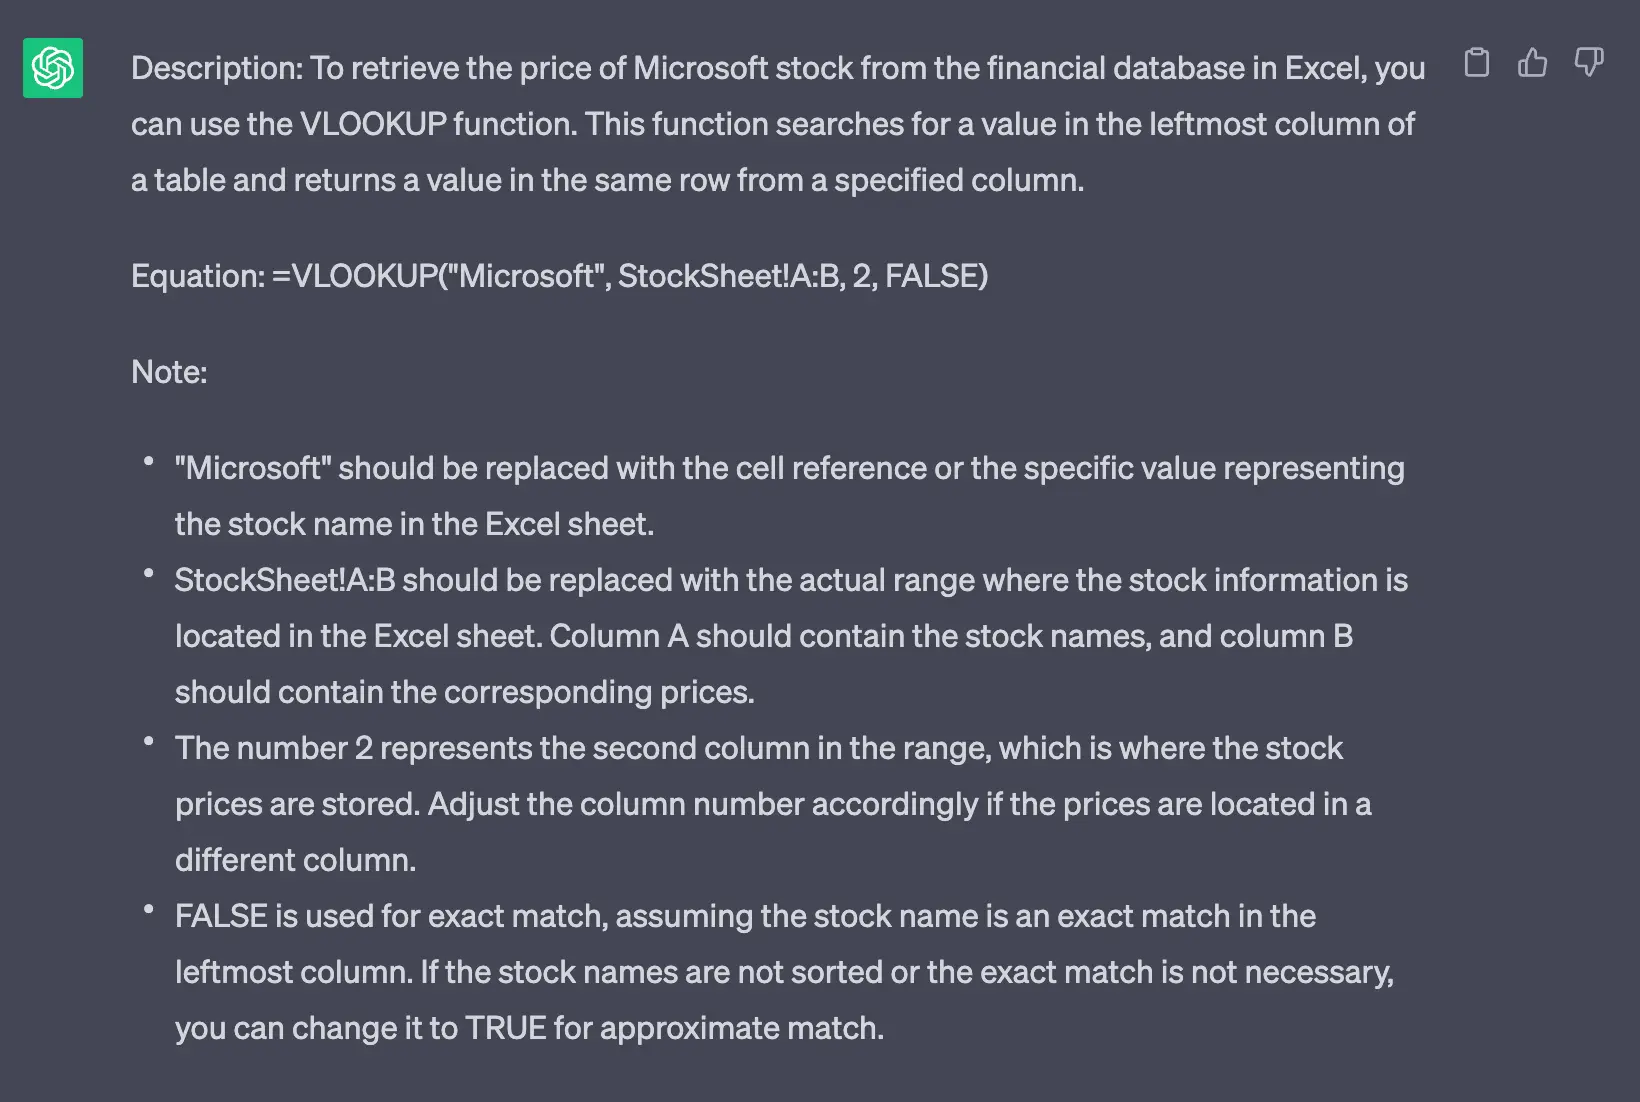 Description: To retrieve the price of Microsoft stock from the financial database in Excel, you
can use the VLOOKUP function. This function searches for a value in the leftmost column of
a table and returns a value in the same row from a specified column.
Equation: =VLOOKUP("Microsoft", StockSheet!A:B, 2, FALSE)
Note:
• "Microsoft" should be replaced with the cell reference or the specific value representing
the stock name in the Excel sheet.
• StockSheet!A:B should be replaced with the actual range where the stock information is
located in the Excel sheet. Column A should contain the stock names, and column B
should contain the corresponding prices.
• The number 2 represents the second column in the range, which is where the stock
prices are stored. Adjust the column number accordingly if the prices are located in a
different column.
• FALSE is used for exact match, assuming the stock name is an exact match in the
leftmost column. If the stock names are not sorted or the exact match is not necessary,
you can change it to TRUE for approximate match.